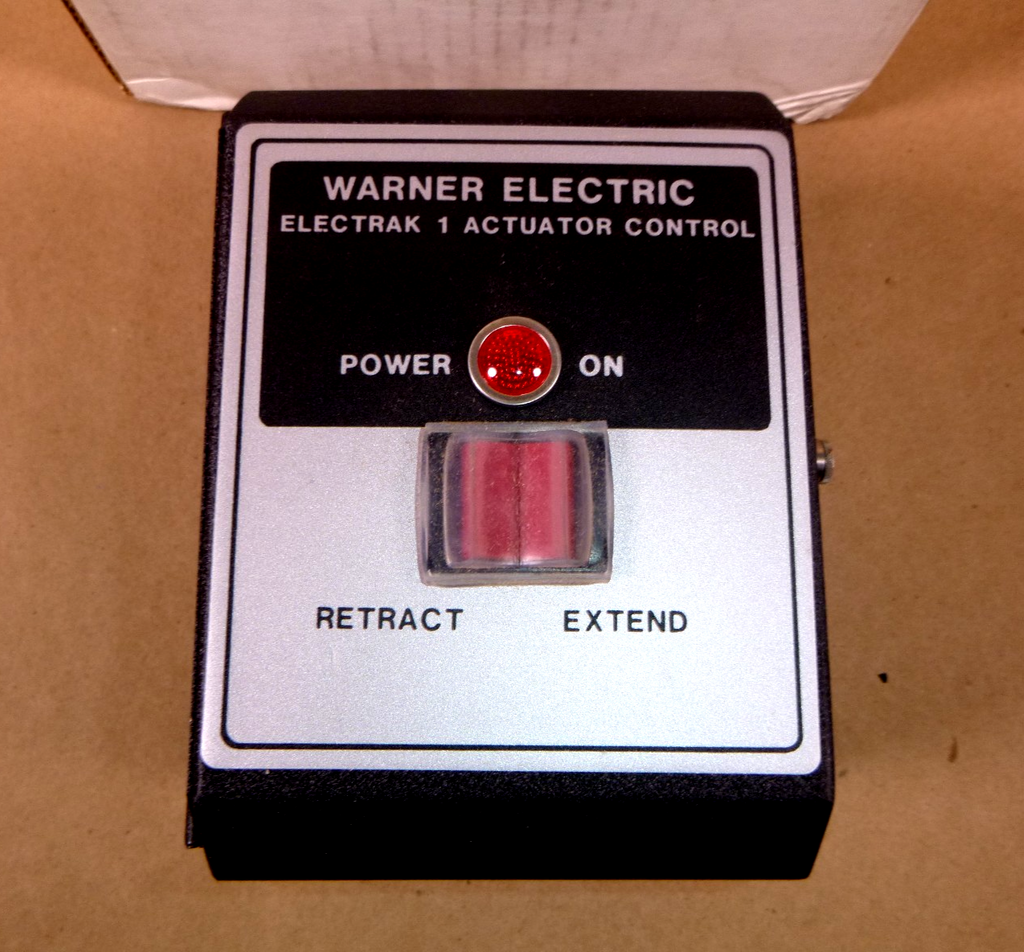 WARNER ELECTRIC
ELECTRAK 1 ACTUATOR CONTROL
POWER ON
RETRACT EXTEND